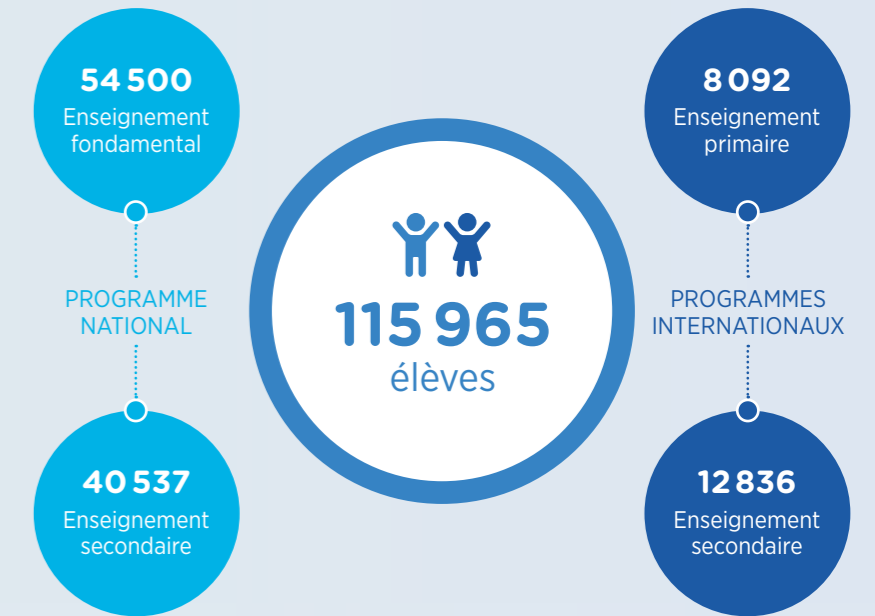 54 500
Enseignement
fondamental
PROGRAMME
NATIONAL
40 537
Enseignement
secondaire
115 965
élèves
8 092
Enseignement
primaire
PROGRAMMES
INTERNATIONAUX
12 836
Enseignement
secondaire